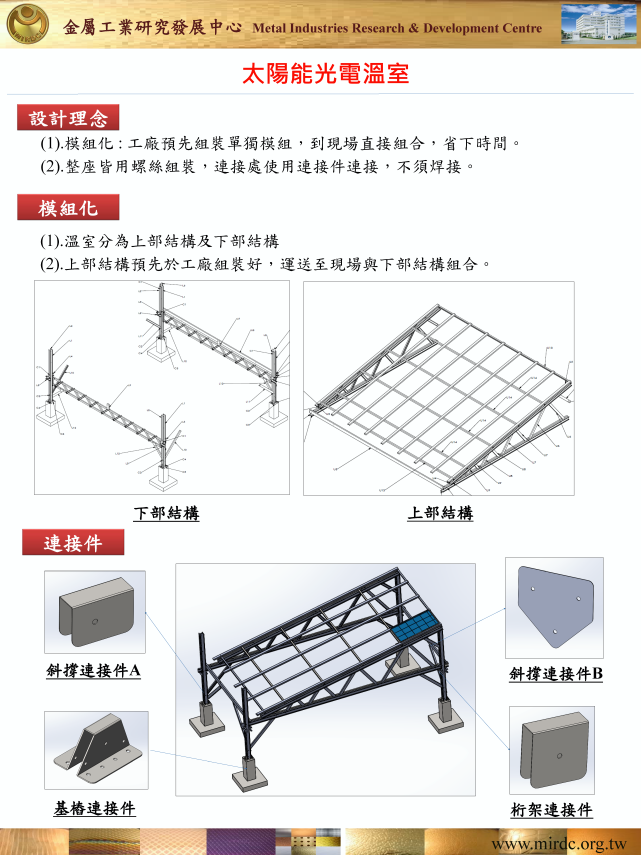 金屬工業研究發展中心 Metal Industries Research & Development Centre
太陽能光電溫室
設計理念
(1).模組化 : 工廠預先組裝單獨模組，到現場直接組合，省下時間。
(2).整座皆用螺絲組裝，連接處使用連接件連接，不須焊接。
模組化
(1).溫室分為上部結構及下部結構
(2).上部結構預先於工廠組裝好，運送至現場與下部結構組合。
下部結構
上部結構
連接件
斜撐連接件A
斜撐連接件B
基樁連接件
桁架連接件
www.mirdc.org.tw